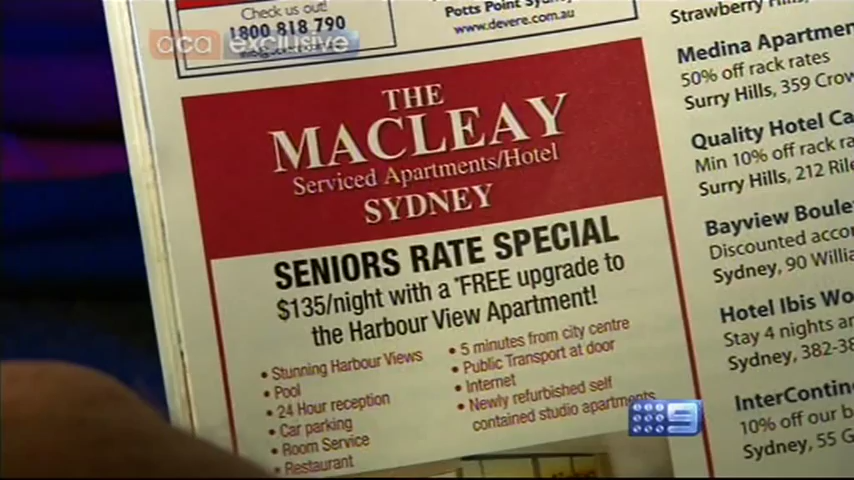 Check us out!
1800 818 790
aca exclusive
Potts Point Sydney
www.devere.com.au
THE
MACLEAY
Serviced Apartments/Hotel
SYDNEY
SENIORS RATE SPECIAL
$135/night with a *FREE upgrade to
the Harbour View Apartment!
• Stunning Harbour Views
• Pool
• 24 Hour reception
• Car parking
• Room Service
• Restaurant
• 5 minutes from city centre
• Public Transport at door
• Internet
• Newly refurbished self
contained studio apartments
Strawberry Hills,
Medina Apartmen
50% off rack rates
Surry Hills, 359 Crow
Quality Hotel Ca
Min 10% off rack ra
Surry Hills, 212 Rile
Bayview Boule
Discounted accor
Sydney, 90 Willia
Hotel Ibis Wo
Stay 4 nights ar
Sydney, 382-38
InterContine
10% off our b
Sydney, 55 G
9